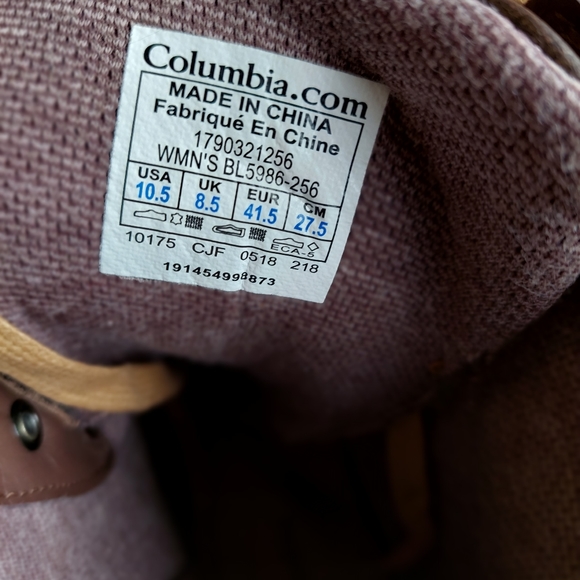 Columbia.com
MADE IN CHINA
Fabriqué En Chine
1790321256
WMN'S BL5986-256
USA UK EUR CM
10.5 8.5 41.5 27.5
ECA-5
10175 CJF 0518 218
191454998873